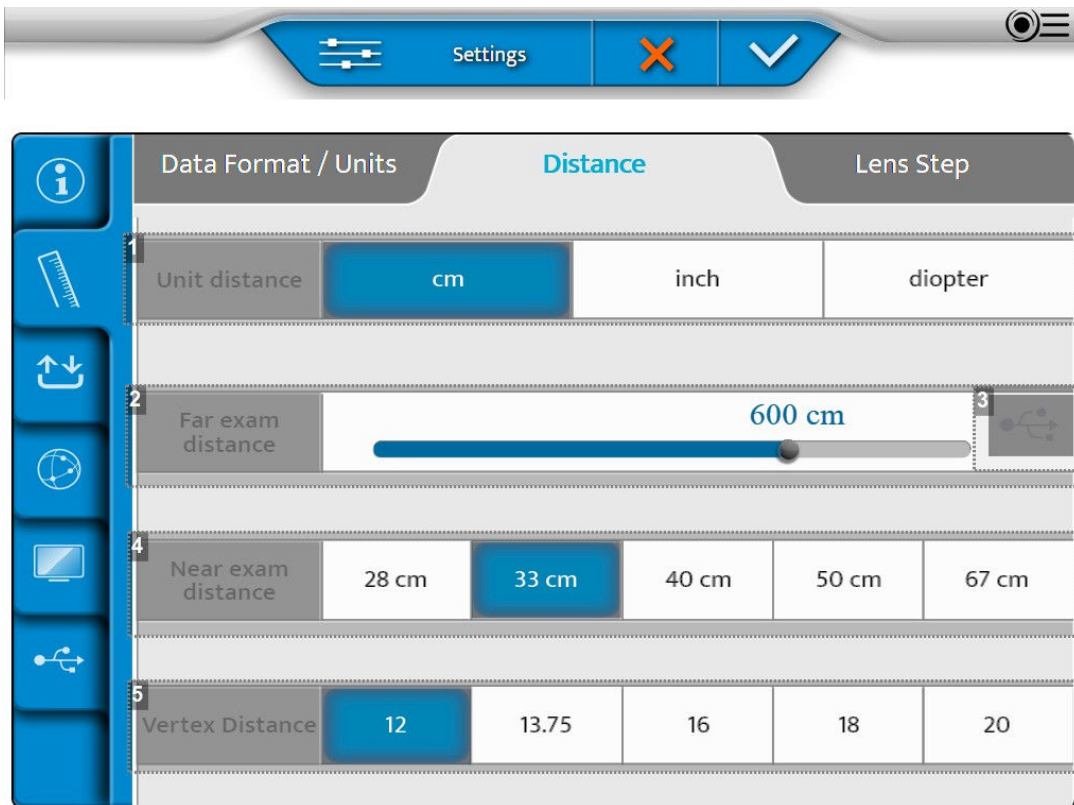 Settings
Data Format / Units
Distance
Lens Step
1
Unit distance
cm
inch
diopter
2
Far exam
distance
600 cm
3
4
Near exam
distance
28 cm
33 cm
40 cm
50 cm
67 cm
5
Vertex Distance
12
13.75
16
18
20